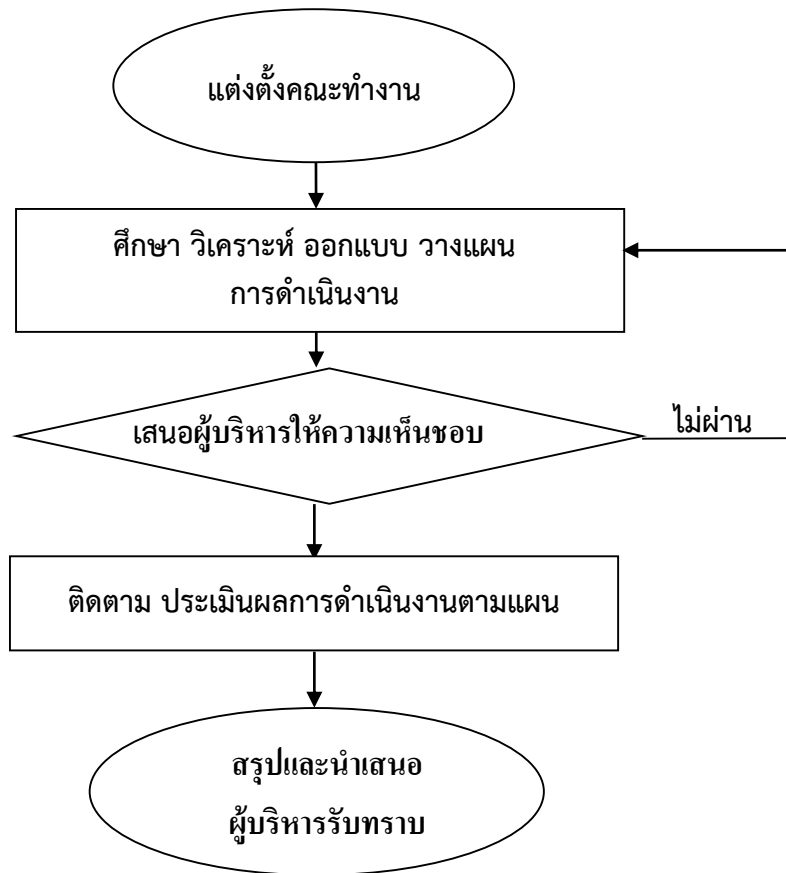 แต่งตั้งคณะทำงาน
ศึกษา วิเคราะห์ ออกแบบ วางแผน
การดำเนินงาน
เสนอผู้บริหารให้ความเห็นชอบ
ไม่ผ่าน
ติดตาม ประเมินผลการดำเนินงานตามแผน
สรุปและนำเสนอ
ผู้บริหารรับทราบ